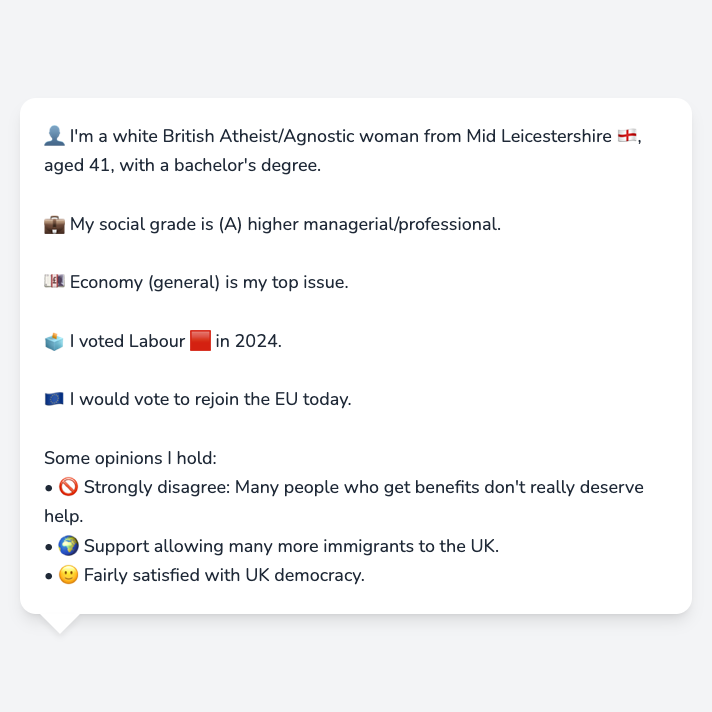 👤 I'm a white British Atheist/Agnostic woman from Mid Leicestershire 🏴󠁧󠁢󠁥󠁮󠁧󠁿,
aged 41, with a bachelor's degree.
💼 My social grade is (A) higher managerial/professional.
💷 Economy (general) is my top issue.
🗳️ I voted Labour 🟥 in 2024.
🇪🇺 I would vote to rejoin the EU today.
Some opinions I hold:
• 🚫 Strongly disagree: Many people who get benefits don't really deserve
help.
• 🌍 Support allowing many more immigrants to the UK.
• 🙂 Fairly satisfied with UK democracy.